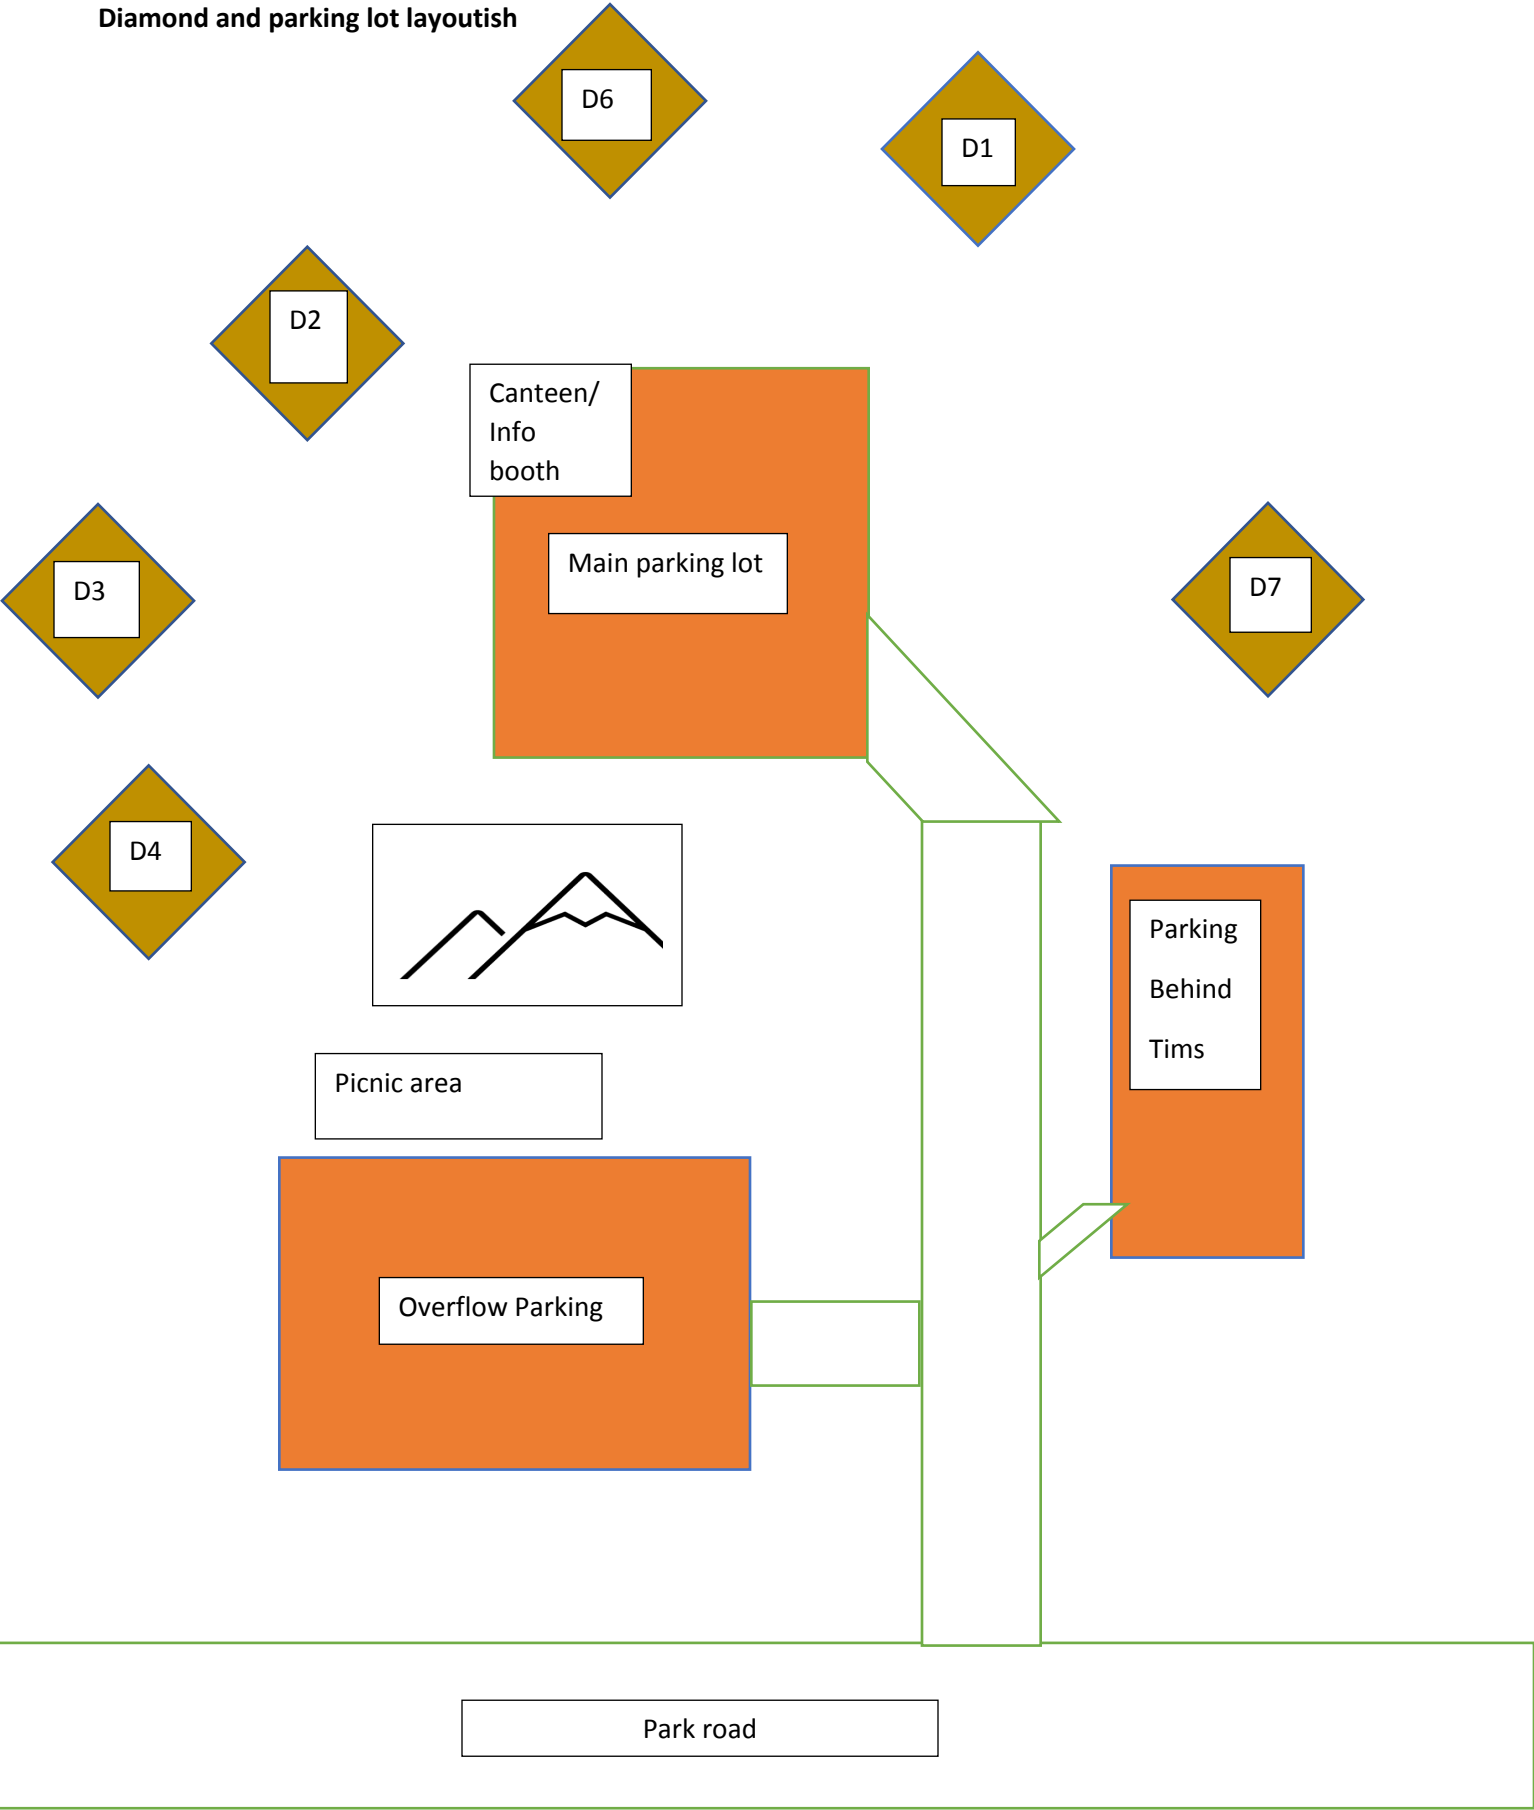 Diamond and parking lot layoutish
D6
D1
D2
Canteen/
Info
booth
Main parking lot
D3
D7
D4
Parking
Behind
Tims
Picnic area
Overflow Parking
Park road